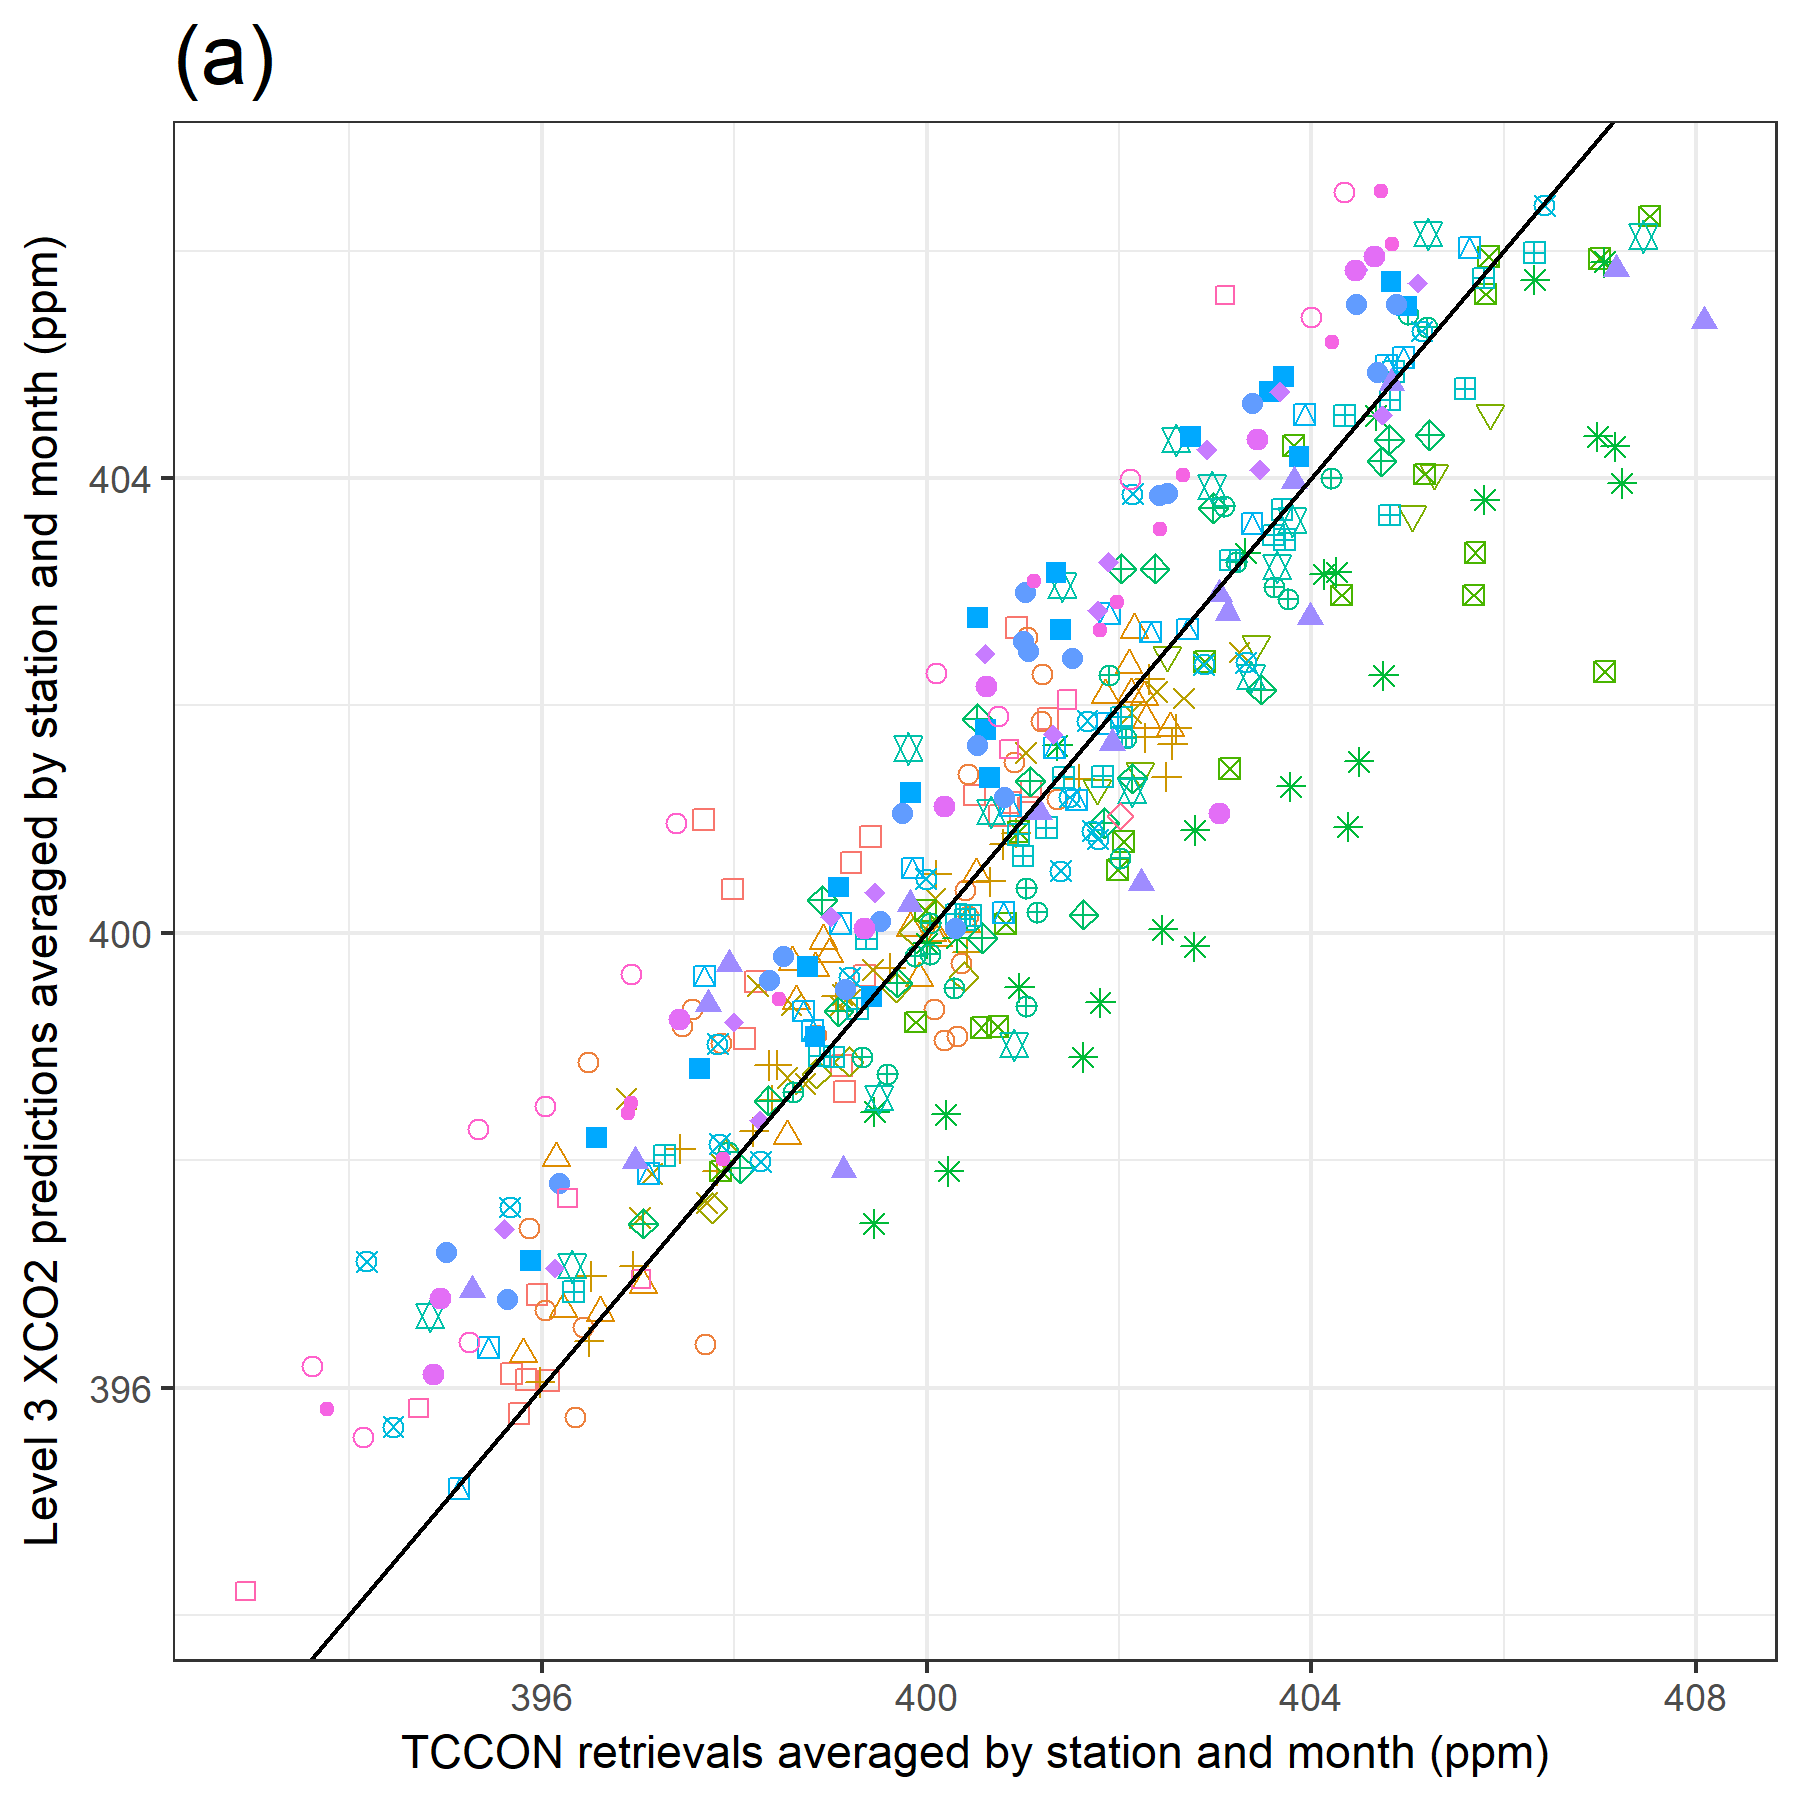 (a)
Level 3 XCO2 predictions averaged by station and month (ppm)
404
400
396
396 400 404 408
TCCON retrievals averaged by station and month (ppm)